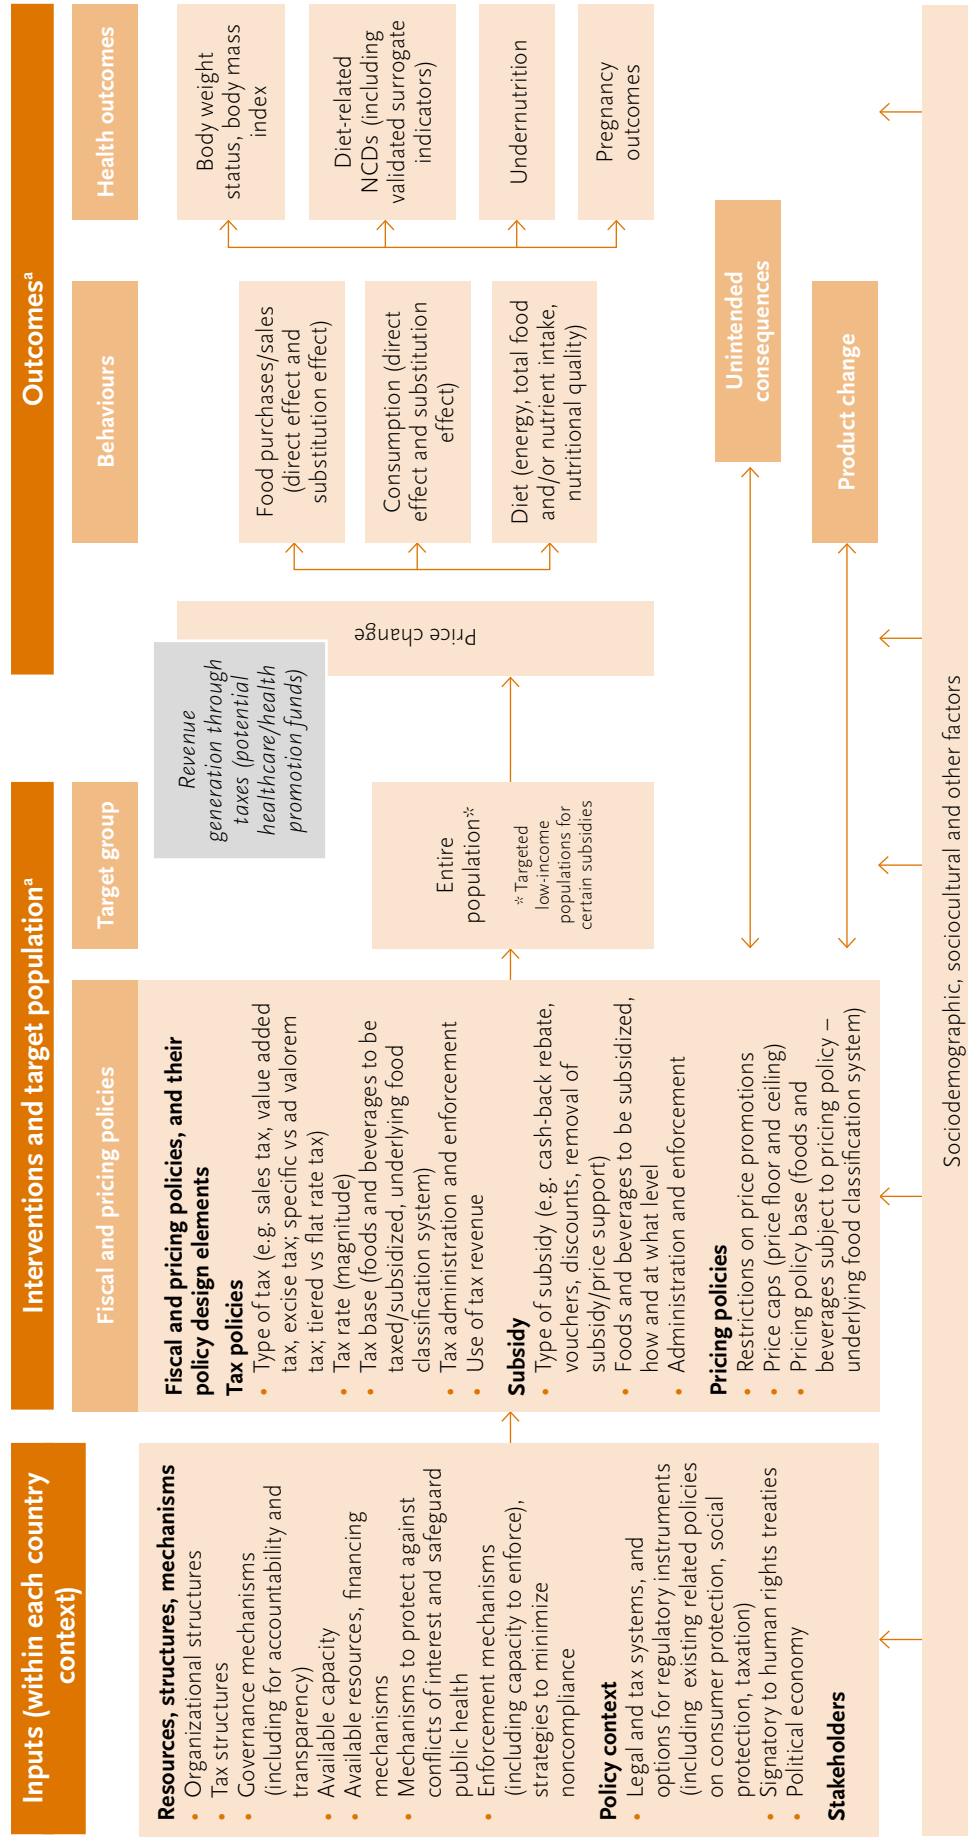 Inputs (within each country
context)
Resources, structures, mechanisms
• Organizational structures
• Tax structures
• Governance mechanisms
(including for accountability and
transparency)
• Available capacity
• Available resources, financing
mechanisms
• Mechanisms to protect against
conflicts of interest and safeguard
public health
• Enforcement mechanisms
(including capacity to enforce),
strategies to minimize
noncompliance
Policy context
• Legal and tax systems, and
options for regulatory instruments
(including existing related policies
on consumer protection, social
protection, taxation)
• Signatory to human rights treaties
• Political economy
Stakeholders
Interventions and target populationᵃ
Fiscal and pricing policies
Fiscal and pricing policies, and their
policy design elements
Tax policies
• Type of tax (e.g. sales tax, value added
tax, excise tax; specific vs ad valorem
tax; tiered vs flat rate tax)
• Tax rate (magnitude)
• Tax base (foods and beverages to be
taxed/subsidized, underlying food
classification system)
• Tax administration and enforcement
• Use of tax revenue
Subsidy
• Type of subsidy (e.g. cash-back rebate,
vouchers, discounts, removal of
subsidy/price support)
• Foods and beverages to be subsidized,
how and at what level
• Administration and enforcement
Pricing policies
• Restrictions on price promotions
• Price caps (price floor and ceiling)
• Pricing policy base (foods and
beverages subject to pricing policy –
underlying food classification system)
Target group
Entire
population*
* Targeted
low-income
populations for
certain subsidies
Revenue
generation through
taxes (potential
healthcare/health
promotion funds)
Outcomesᵃ
Price change
Behaviours
Food purchases/sales
(direct effect and
substitution effect)
Consumption (direct
effect and substitution
effect)
Diet (energy, total food
and/or nutrient intake,
nutritional quality)
Health outcomes
Body weight
status, body mass
index
Diet-related
NCDs (including
validated surrogate
indicators)
Undernutrition
Pregnancy
outcomes
Unintended
consequences
Product change
Sociodemographic, sociocultural and other factors